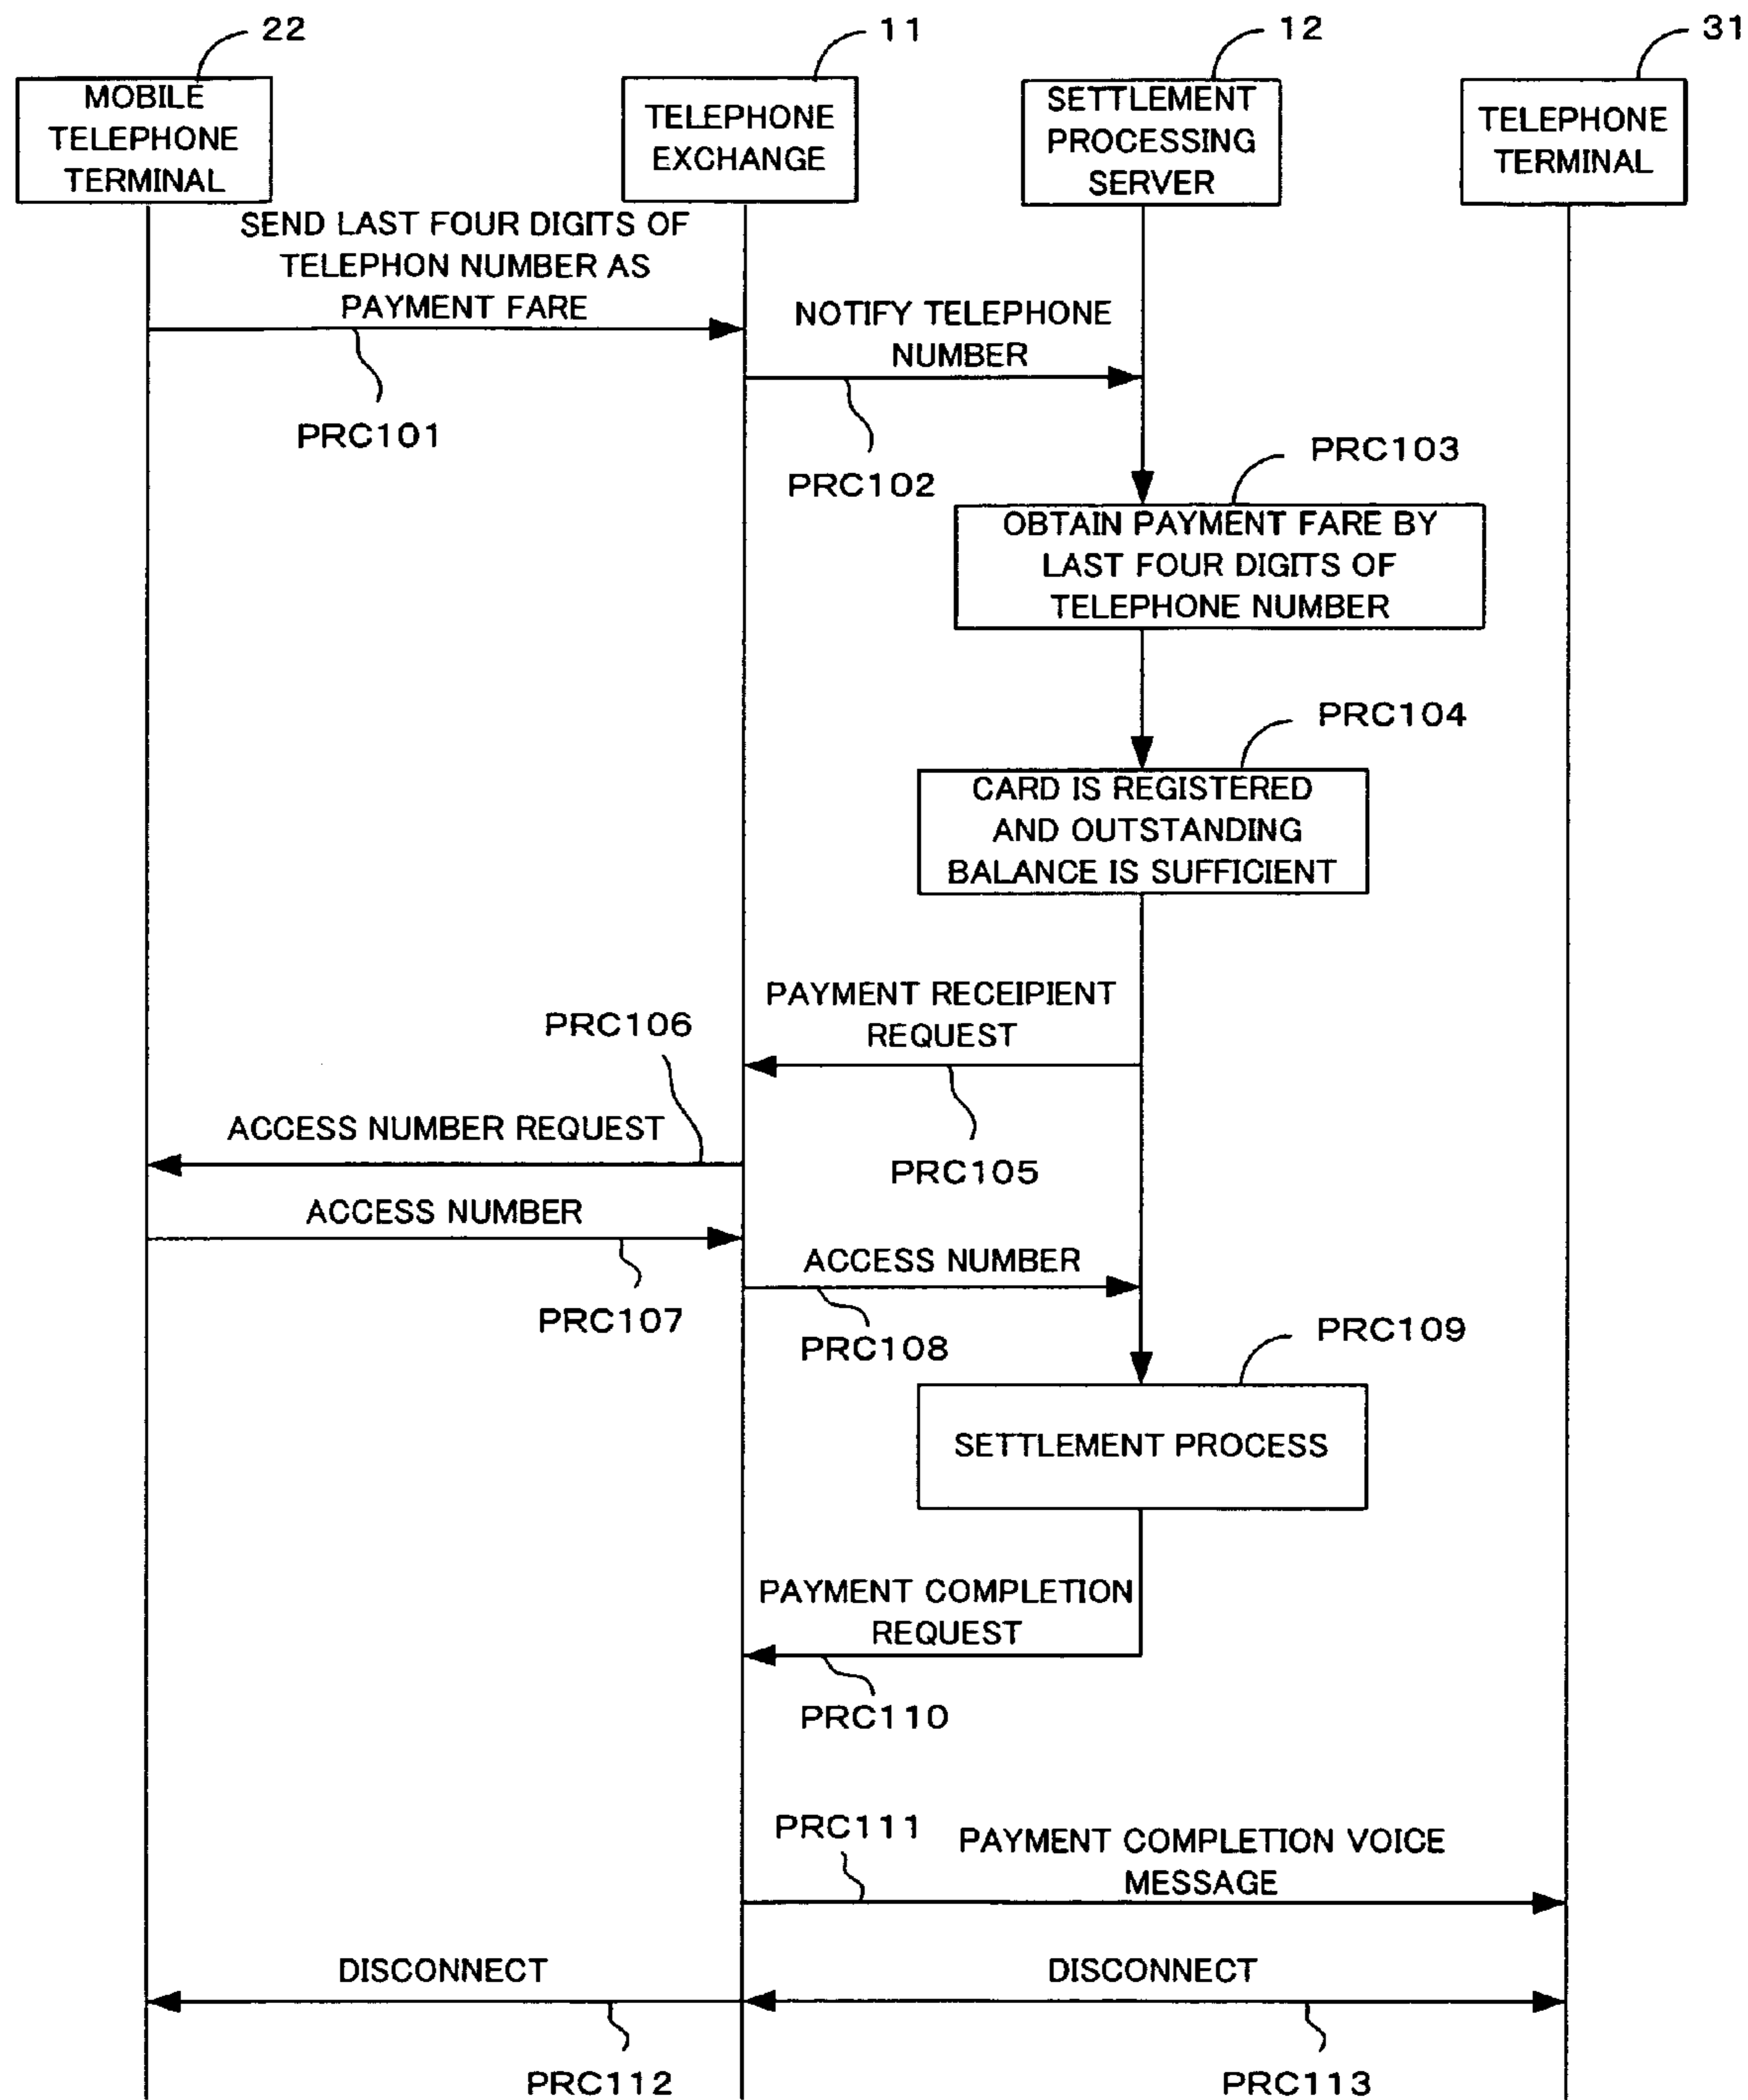 22
11
12
31
MOBILE
TELEPHONE
TERMINAL
TELEPHONE
EXCHANGE
SETTLEMENT
PROCESSING
SERVER
TELEPHONE
TERMINAL
SEND LAST FOUR DIGITS OF
TELEPHON NUMBER AS
PAYMENT FARE
PRC101
NOTIFY TELEPHONE
NUMBER
PRC102
PRC103
OBTAIN PAYMENT FARE BY
LAST FOUR DIGITS OF
TELEPHONE NUMBER
PRC104
CARD IS REGISTERED
AND OUTSTANDING
BALANCE IS SUFFICIENT
PAYMENT RECEIPIENT
REQUEST
PRC105
PRC106
ACCESS NUMBER REQUEST
ACCESS NUMBER
PRC107
ACCESS NUMBER
PRC108
PRC109
SETTLEMENT PROCESS
PAYMENT COMPLETION
REQUEST
PRC110
PRC111
PAYMENT COMPLETION VOICE
MESSAGE
DISCONNECT
DISCONNECT
PRC112
PRC113